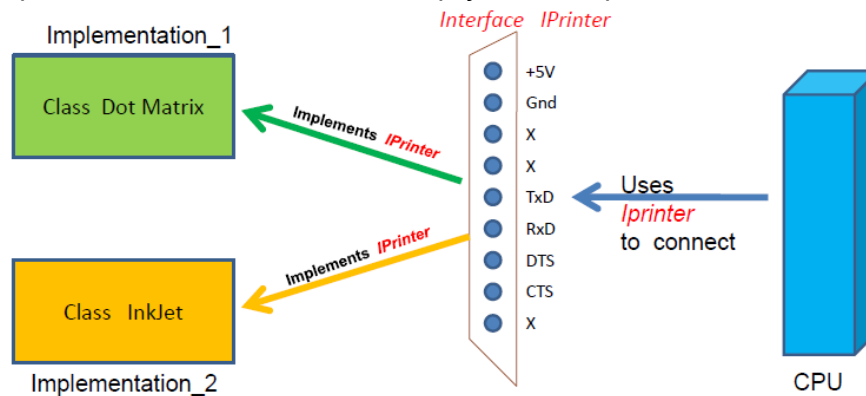 Interface IPrinter
Implementation_1
Class Dot Matrix
Implements IPrinter
+5V
Gnd
X
X
TxD
RxD
DTS
CTS
X
Uses
Iprinter
to connect
Implements IPrinter
Class InkJet
Implementation_2
CPU